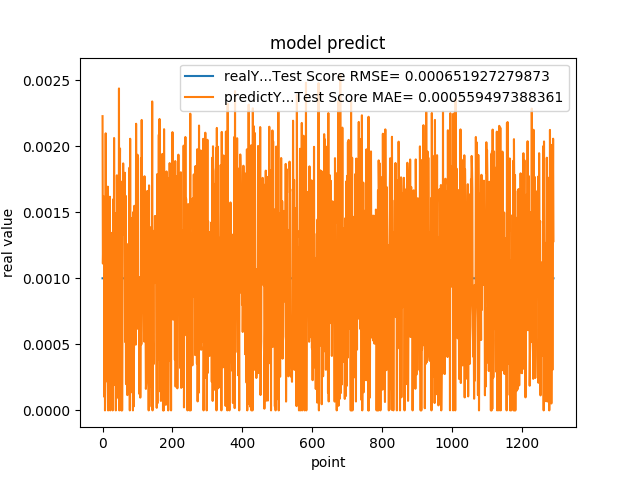 model predict
realY...Test Score RMSE= 0.000651927279873
predictY...Test Score MAE= 0.000559497388361
0.0025
0.0020
0.0015
0.0010
0.0005
0.0000
real value
0 200 400 600 800 1000 1200
point